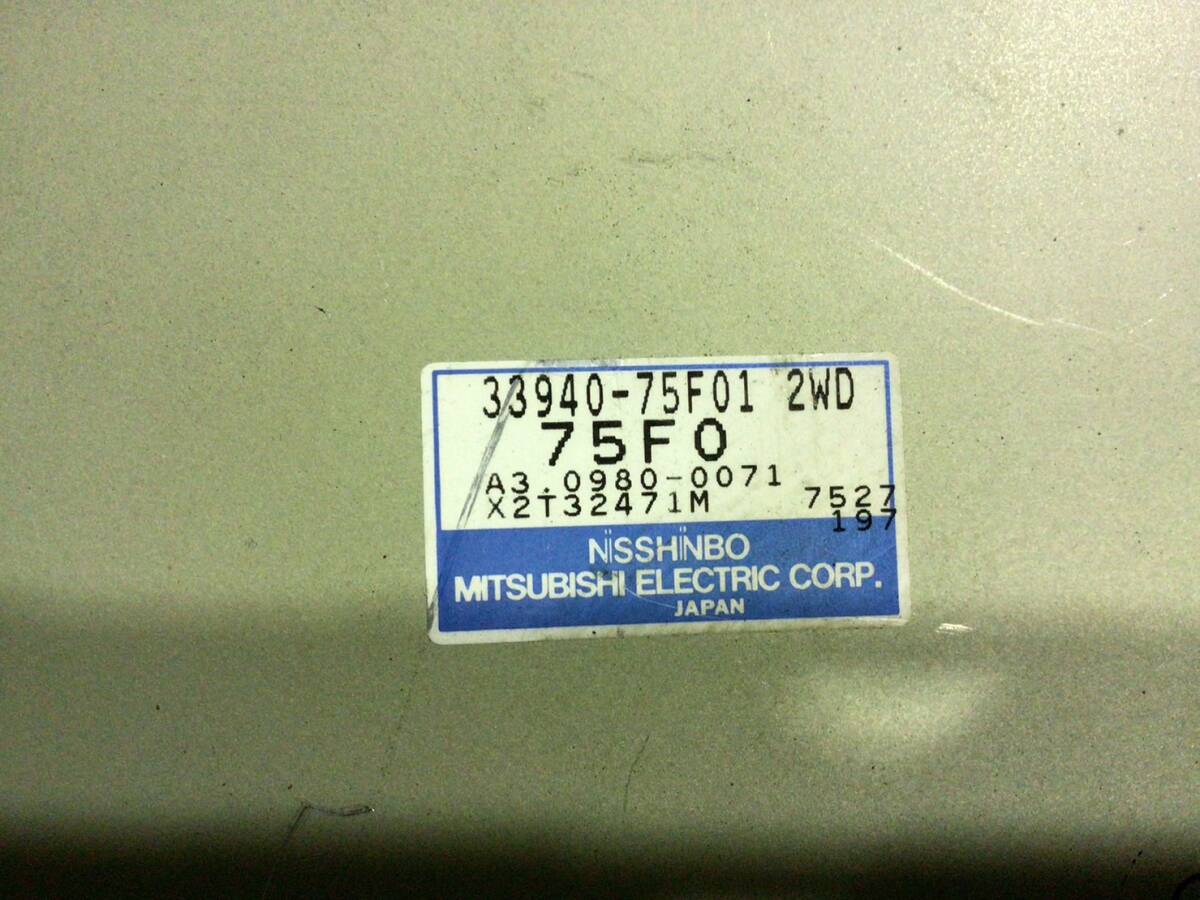 33940-75F01 2WD
75F0
A3.0980-0071
X2T32471M 7527
197
NISSHINBO
MITSUBISHI ELECTRIC CORP.
JAPAN